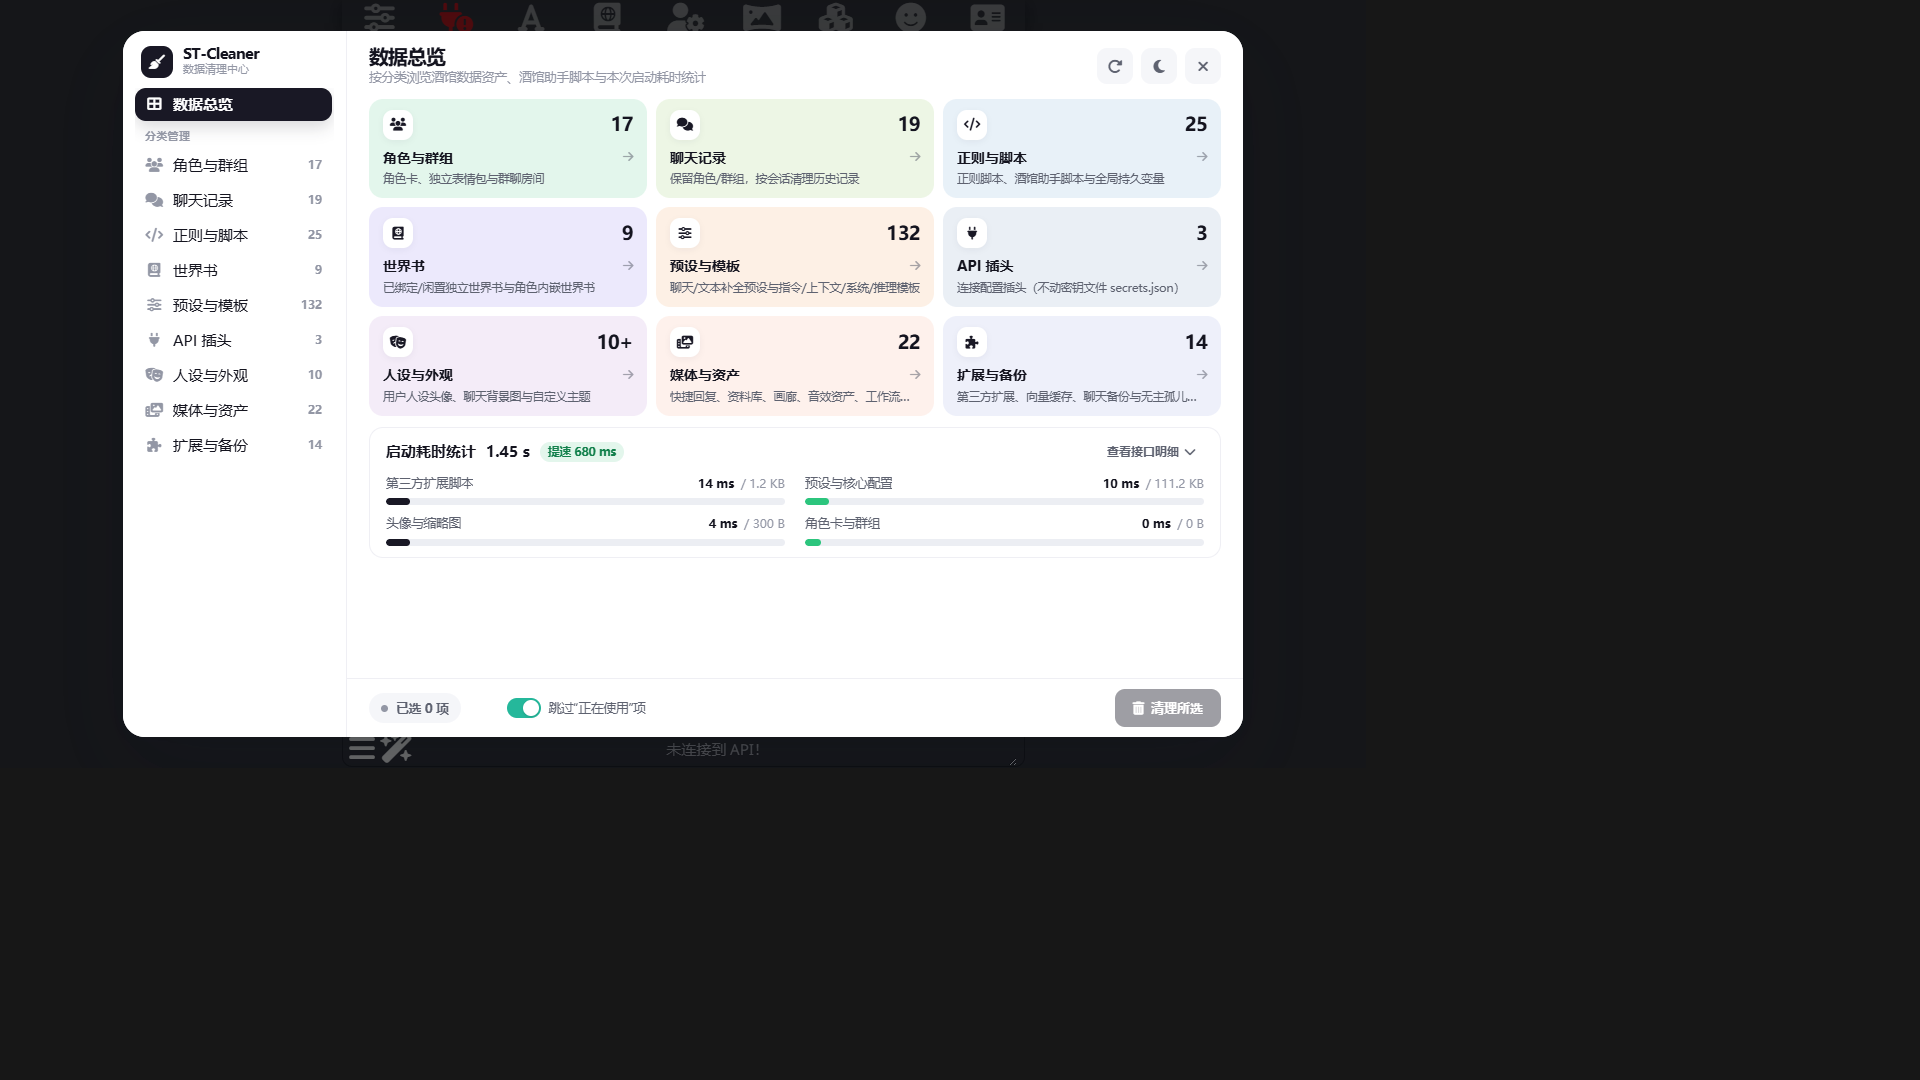 ST-Cleaner
数据清理中心
数据总览
分类管理
角色与群组 17
聊天记录 19
正则与脚本 25
世界书 9
预设与模板 132
API 插头 3
人设与外观 10
媒体与资产 22
扩展与备份 14
数据总览
按分类浏览酒馆数据资产、酒馆助手脚本与本次启动耗时统计
17
角色与群组
角色卡、独立表情包与群聊房间
19
聊天记录
保留角色/群组，按会话清理历史记录
25
正则与脚本
正则脚本、酒馆助手脚本与全局持久变量
9
世界书
已绑定/闲置独立世界书与角色内嵌世界书
132
预设与模板
聊天/文本补全预设与指令/上下文/系统/推理模板
3
API 插头
连接配置插头（不动密钥文件 secrets.json）
10+
人设与外观
用户人设头像、聊天背景图与自定义主题
22
媒体与资产
快捷回复、资料库、画廊、音效资产、工作流...
14
扩展与备份
第三方扩展、向量缓存、聊天备份与无主孤儿...
启动耗时统计 1.45 s 提速 680 ms 查看接口明细
第三方扩展脚本 14 ms / 1.2 KB
预设与核心配置 10 ms / 111.2 KB
头像与缩略图 4 ms / 300 B
角色卡与群组 0 ms / 0 B
已选 0 项
跳过“正在使用”项
清理所选
未连接到 API!